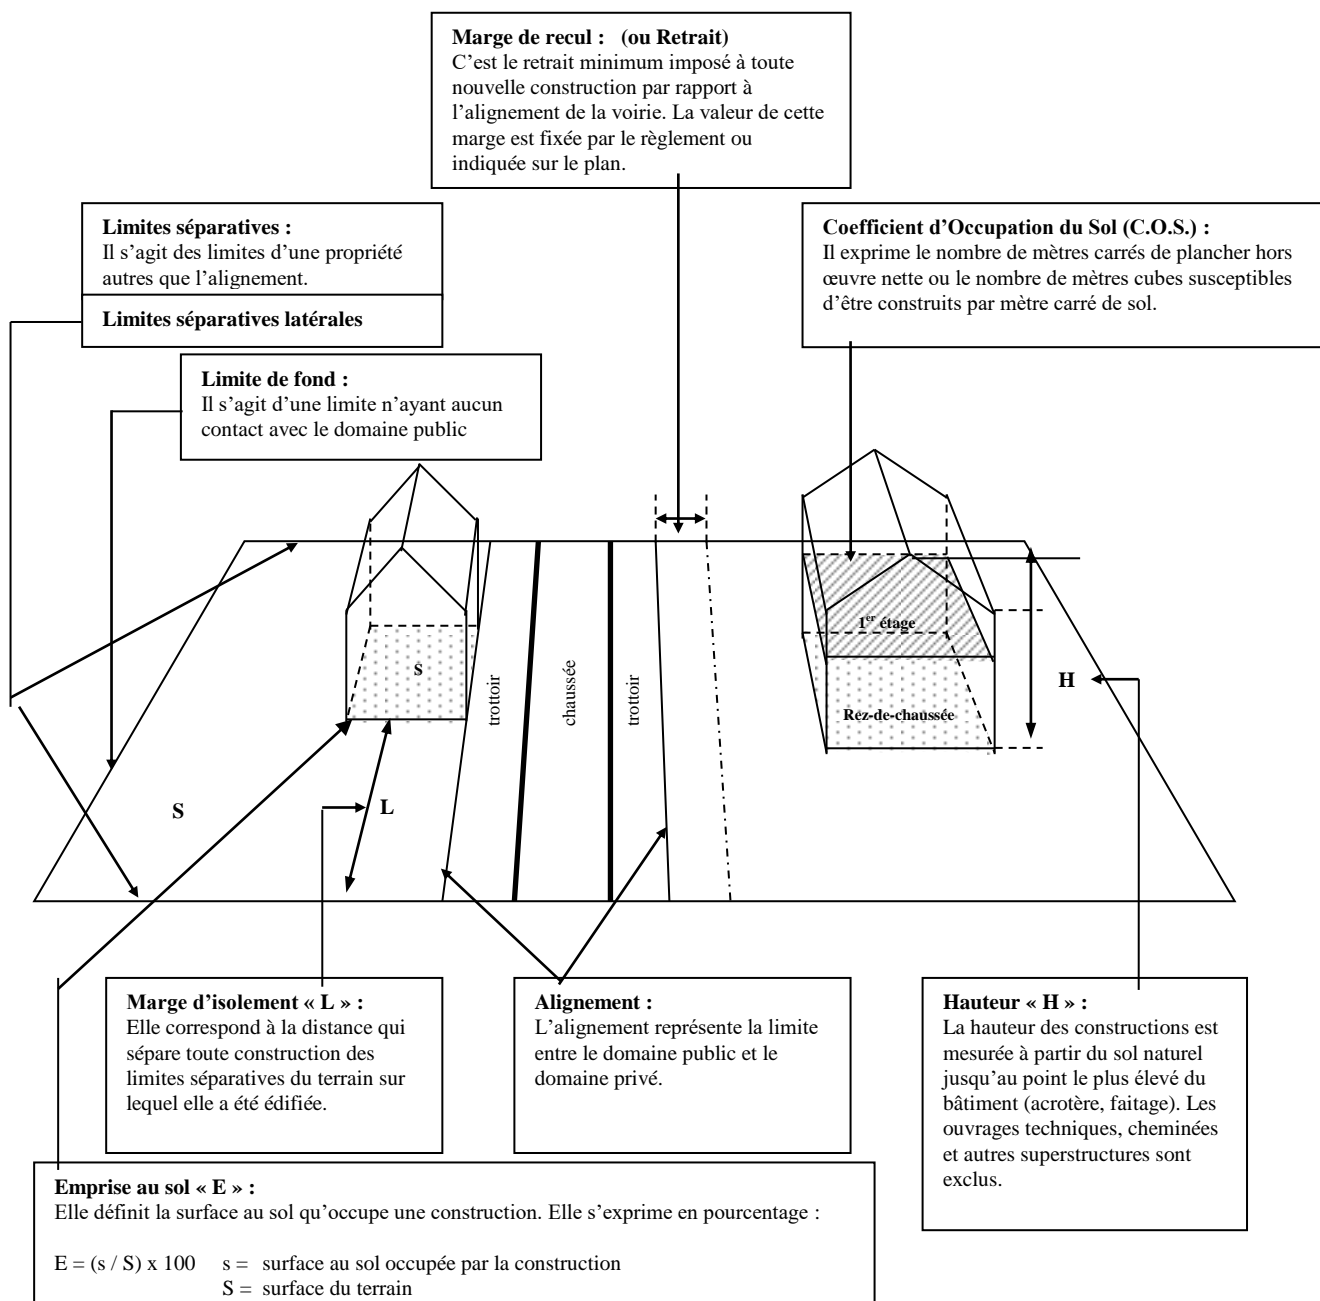 Marge de recul :   (ou Retrait)
C’est le retrait minimum imposé à toute
nouvelle construction par rapport à
l’alignement de la voirie. La valeur de cette
marge est fixée par le règlement ou
indiquée sur le plan.
Limites séparatives :
Il s’agit des limites d’une propriété
autres que l’alignement.
Limites séparatives latérales
Coefficient d’Occupation du Sol (C.O.S.) :
Il exprime le nombre de mètres carrés de plancher hors
œuvre nette ou le nombre de mètres cubes susceptibles
d’être construits par mètre carré de sol.
Limite de fond :
Il s’agit d’une limite n’ayant aucun
contact avec le domaine public
1er étage
S
trottoir
chaussée
trottoir
H
Rez-de-chaussée
S
L
Marge d’isolement « L » :
Elle correspond à la distance qui
sépare toute construction des
limites séparatives du terrain sur
lequel elle a été édifiée.
Alignement :
L’alignement représente la limite
entre le domaine public et le
domaine privé.
Hauteur « H » :
La hauteur des constructions est
mesurée à partir du sol naturel
jusqu’au point le plus élevé du
bâtiment (acrotère, faitage). Les
ouvrages techniques, cheminées
et autres superstructures sont
exclus.
Emprise au sol « E » :
Elle définit la surface au sol qu’occupe une construction. Elle s’exprime en pourcentage :
E = (s / S) x 100    s =  surface au sol occupée par la construction
S =  surface du terrain